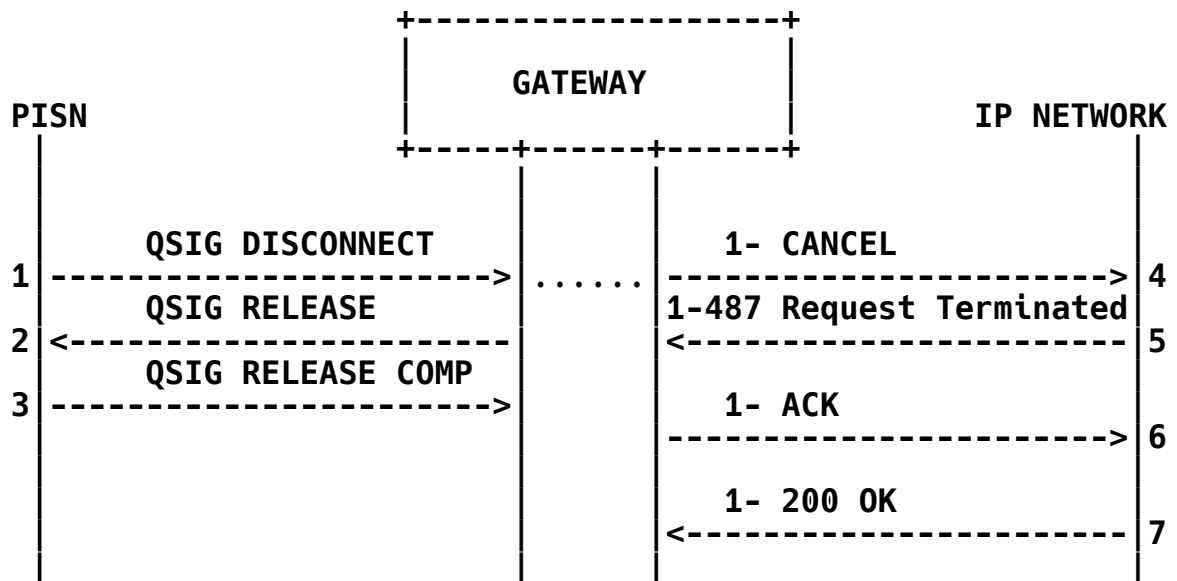 GATEWAY
PISN IP NETWORK
QSIG DISCONNECT 1- CANCEL
1 ---------------------->|......|-----------------------> 4
QSIG RELEASE 1-487 Request Terminated
2 <----------------------- <----------------------- 5
QSIG RELEASE COMP
3 -----------------------> 1- ACK
-----------------------> 6
1- 200 OK
<----------------------- 7